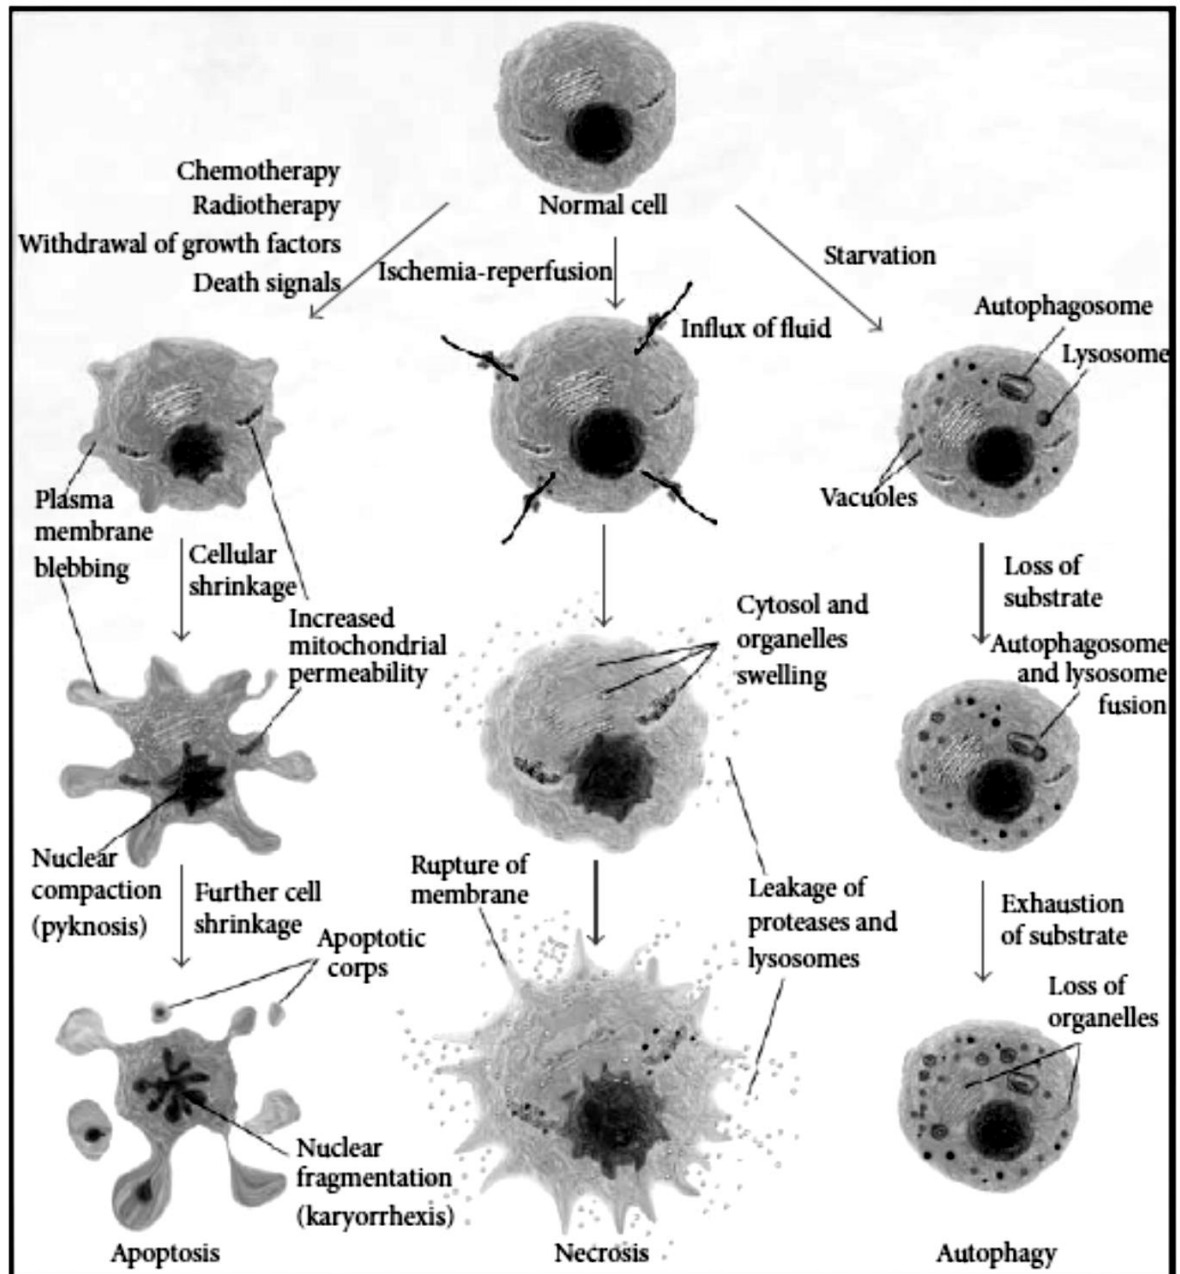 Normal cell
Chemotherapy
Radiotherapy
Withdrawal of growth factors
Death signals
Ischemia-reperfusion
Starvation
Influx of fluid
Autophagosome
Lysosome
Vacuoles
Plasma
membrane
blebbing
Cellular
shrinkage
Increased
mitochondrial
permeability
Cytosol and
organelles
swelling
Loss of
substrate
Autophagosome
and lysosome
fusion
Nuclear
compaction
(pyknosis)
Further cell
shrinkage
Apoptotic
corps
Rupture of
membrane
Leakage of
proteases and
lysosomes
Exhaustion
of substrate
Loss of
organelles
Nuclear
fragmentation
(karyorrhexis)
Apoptosis
Necrosis
Autophagy